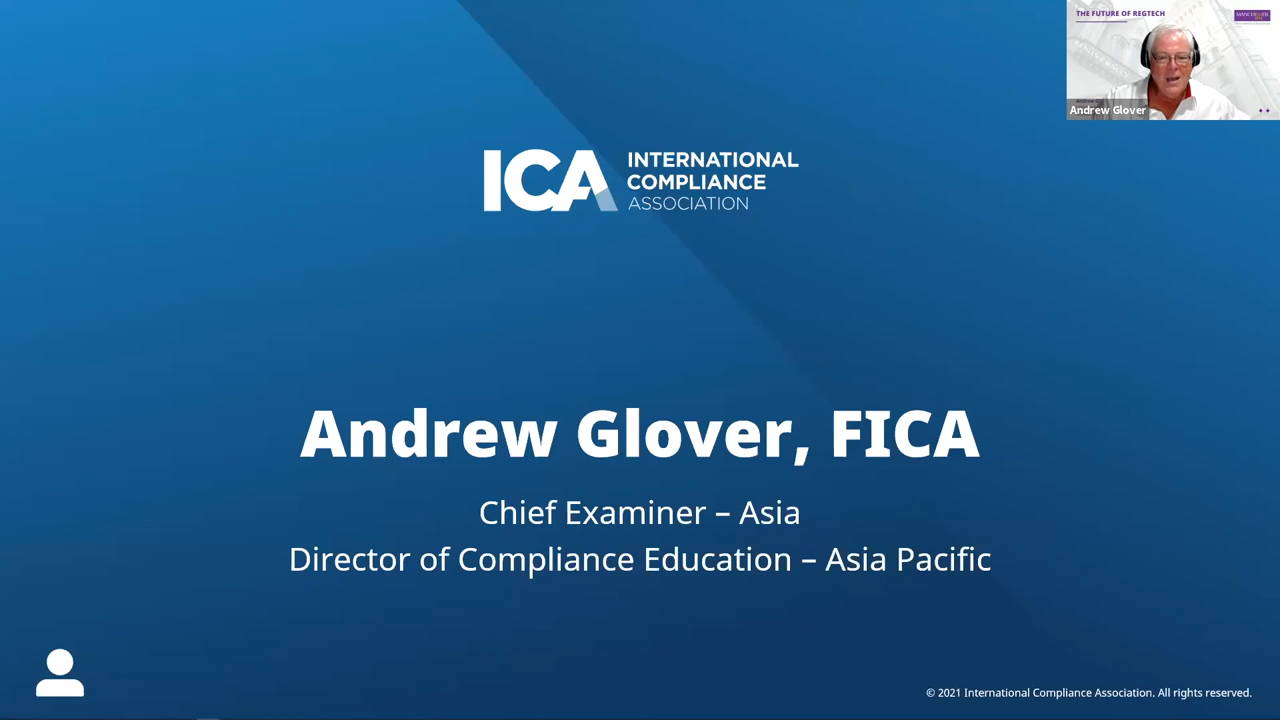 THE FUTURE OF REGTECH
Andrew Glover
ICA
INTERNATIONAL
COMPLIANCE
ASSOCIATION
Andrew Glover, FICA
Chief Examiner – Asia
Director of Compliance Education – Asia Pacific
© 2021 International Compliance Association. All rights reserved.